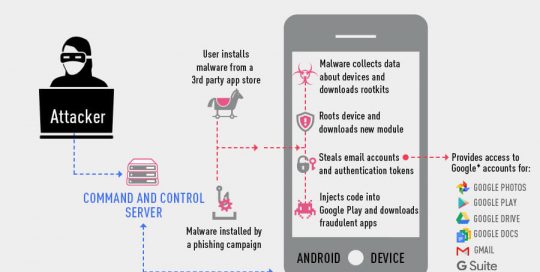 User installs
malware from a
3rd party app store
Attacker
COMMAND AND CONTROL
SERVER
Malware installed by
a phishing campaign
Malware collects data
about devices and
downloads rootkits
Roots device and
downloads new module
Steals email accounts
and authentication tokens
Injects code into
Google Play and downloads
fraudulent apps
ANDROID DEVICE
Provides access to
Google* accounts for:
GOOGLE PHOTOS
GOOGLE PLAY
GOOGLE DRIVE
GOOGLE DOCS
GMAIL
G Suite